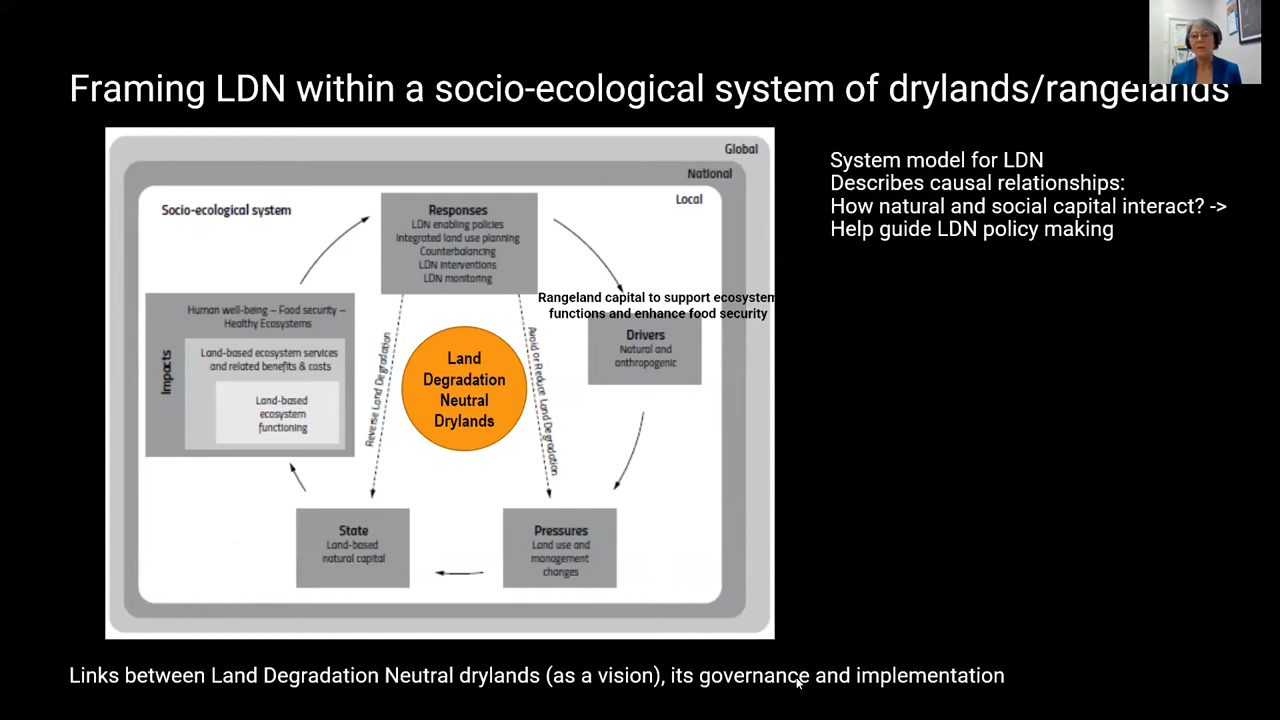 Framing LDN within a socio-ecological system of drylands/rangelands
Global
National
Local
Socio-ecological system
Responses
LDN enabling policies
Integrated land use planning
Counterbalancing
LDN interventions
LDN monitoring
Rangeland capital to support ecosystem
functions and enhance food security
Drivers
Natural and
anthropogenic
Human well-being – Food security –
Healthy Ecosystems
Impacts
Land-based ecosystem services
and related benefits & costs
Land-based
ecosystem
functioning
Reverse Land Degradation
Land
Degradation
Neutral
Drylands
Avoid or Reduce Land Degradation
State
Land-based
natural capital
Pressures
Land use and
management
changes
System model for LDN
Describes causal relationships:
How natural and social capital interact? ->
Help guide LDN policy making
Links between Land Degradation Neutral drylands (as a vision), its governance and implementation